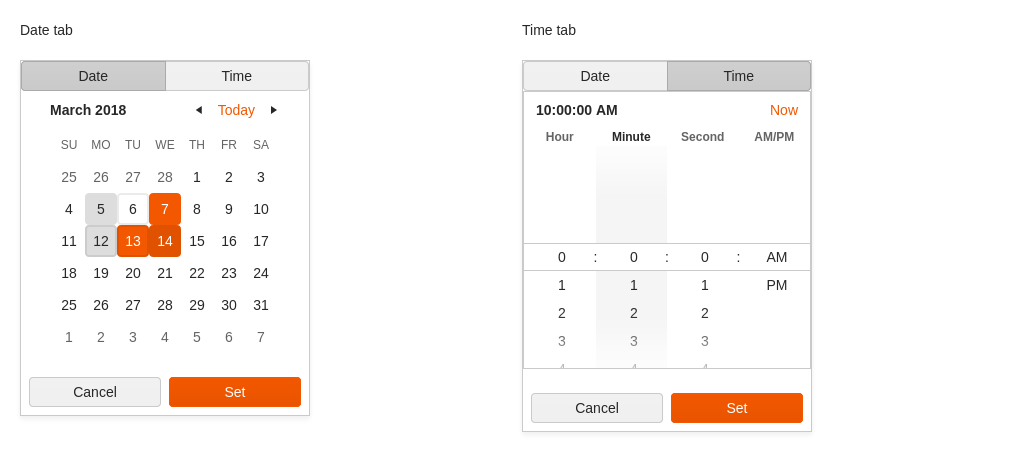 Date tab
Date Time
March 2018 Today
SU MO TU WE TH FR SA
25 26 27 28 1 2 3
4 5 6 7 8 9 10
11 12 13 14 15 16 17
18 19 20 21 22 23 24
25 26 27 28 29 30 31
1 2 3 4 5 6 7
Cancel Set
Time tab
Date Time
10:00:00 AM Now
Hour Minute Second AM/PM
0 : 0 : 0 : AM
1 1 1 PM
2 2 2
3 3 3
4 4 4
Cancel Set